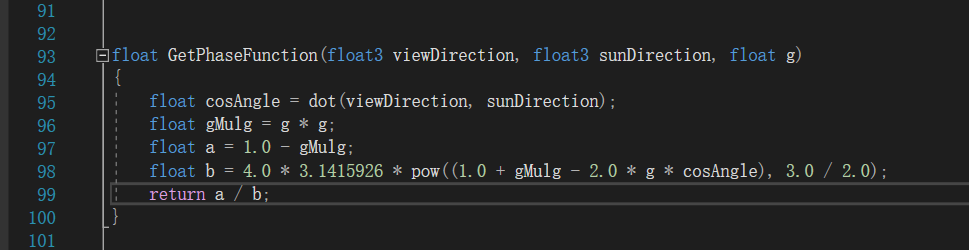 91
92
93 float GetPhaseFunction(float3 viewDirection, float3 sunDirection, float g)
94 {
95 float cosAngle = dot(viewDirection, sunDirection);
96 float gMulg = g * g;
97 float a = 1.0 - gMulg;
98 float b = 4.0 * 3.1415926 * pow((1.0 + gMulg - 2.0 * g * cosAngle), 3.0 / 2.0);
99 return a / b;
100 }
101